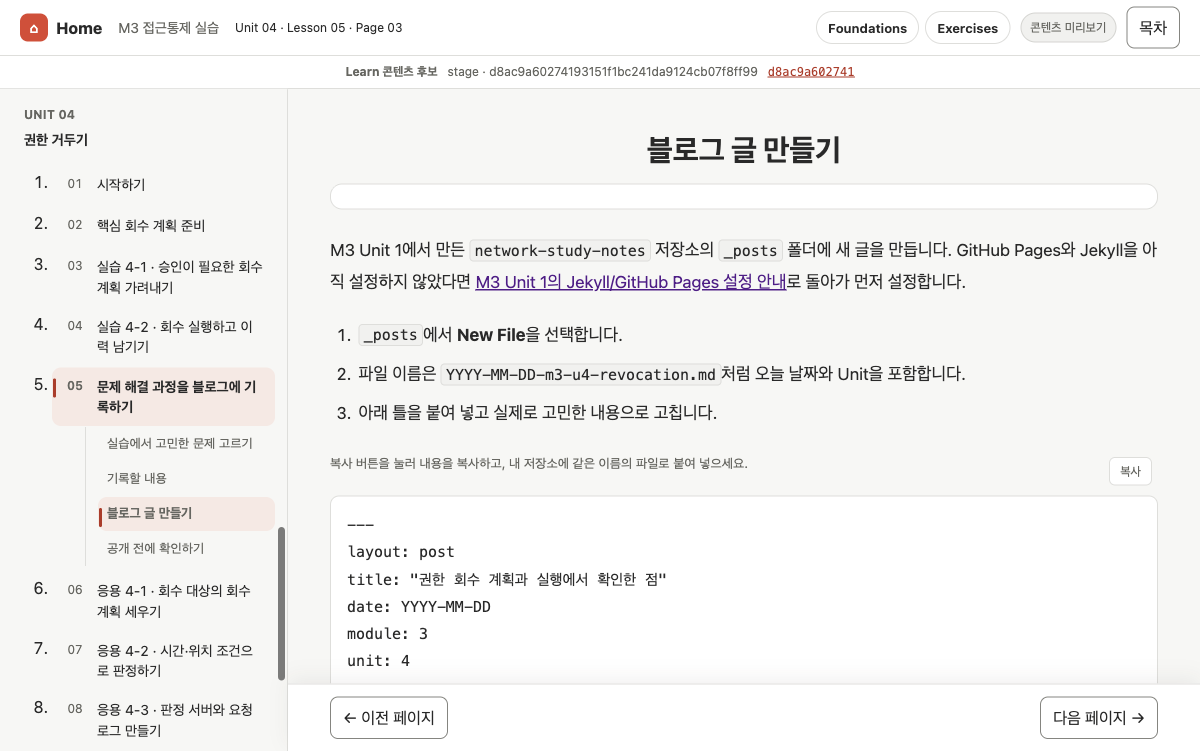 Home M3 접근통제 실습 Unit 04 · Lesson 05 · Page 03 Foundations Exercises 콘텐츠 미리보기 목차
Learn 콘텐츠 후보 stage · d8ac9a60274193151f1bc241da9124cb07f8ff99 d8ac9a602741
UNIT 04
권한 거두기
1. 01 시작하기
2. 02 핵심 회수 계획 준비
3. 03 실습 4-1 · 승인이 필요한 회수
계획 가려내기
4. 04 실습 4-2 · 회수 실행하고 이
력 남기기
5. 05 문제 해결 과정을 블로그에 기
록하기
실습에서 고민한 문제 고르기
기록할 내용
블로그 글 만들기
공개 전에 확인하기
6. 06 응용 4-1 · 회수 대상의 회수
계획 세우기
7. 07 응용 4-2 · 시간·위치 조건으
로 판정하기
8. 08 응용 4-3 · 판정 서버와 요청
로그 만들기
블로그 글 만들기
M3 Unit 1에서 만든 network-study-notes 저장소의 _posts 폴더에 새 글을 만듭니다. GitHub Pages와 Jekyll을 아
직 설정하지 않았다면 M3 Unit 1의 Jekyll/GitHub Pages 설정 안내로 돌아가 먼저 설정합니다.
1. _posts에서 New File을 선택합니다.
2. 파일 이름은 YYYY-MM-DD-m3-u4-revocation.md처럼 오늘 날짜와 Unit을 포함합니다.
3. 아래 틀을 붙여 넣고 실제로 고민한 내용으로 고칩니다.
복사 버튼을 눌러 내용을 복사하고, 내 저장소에 같은 이름의 파일로 붙여 넣으세요.
복사
---
layout: post
title: "권한 회수 계획과 실행에서 확인한 점"
date: YYYY-MM-DD
module: 3
unit: 4
← 이전 페이지
다음 페이지 →